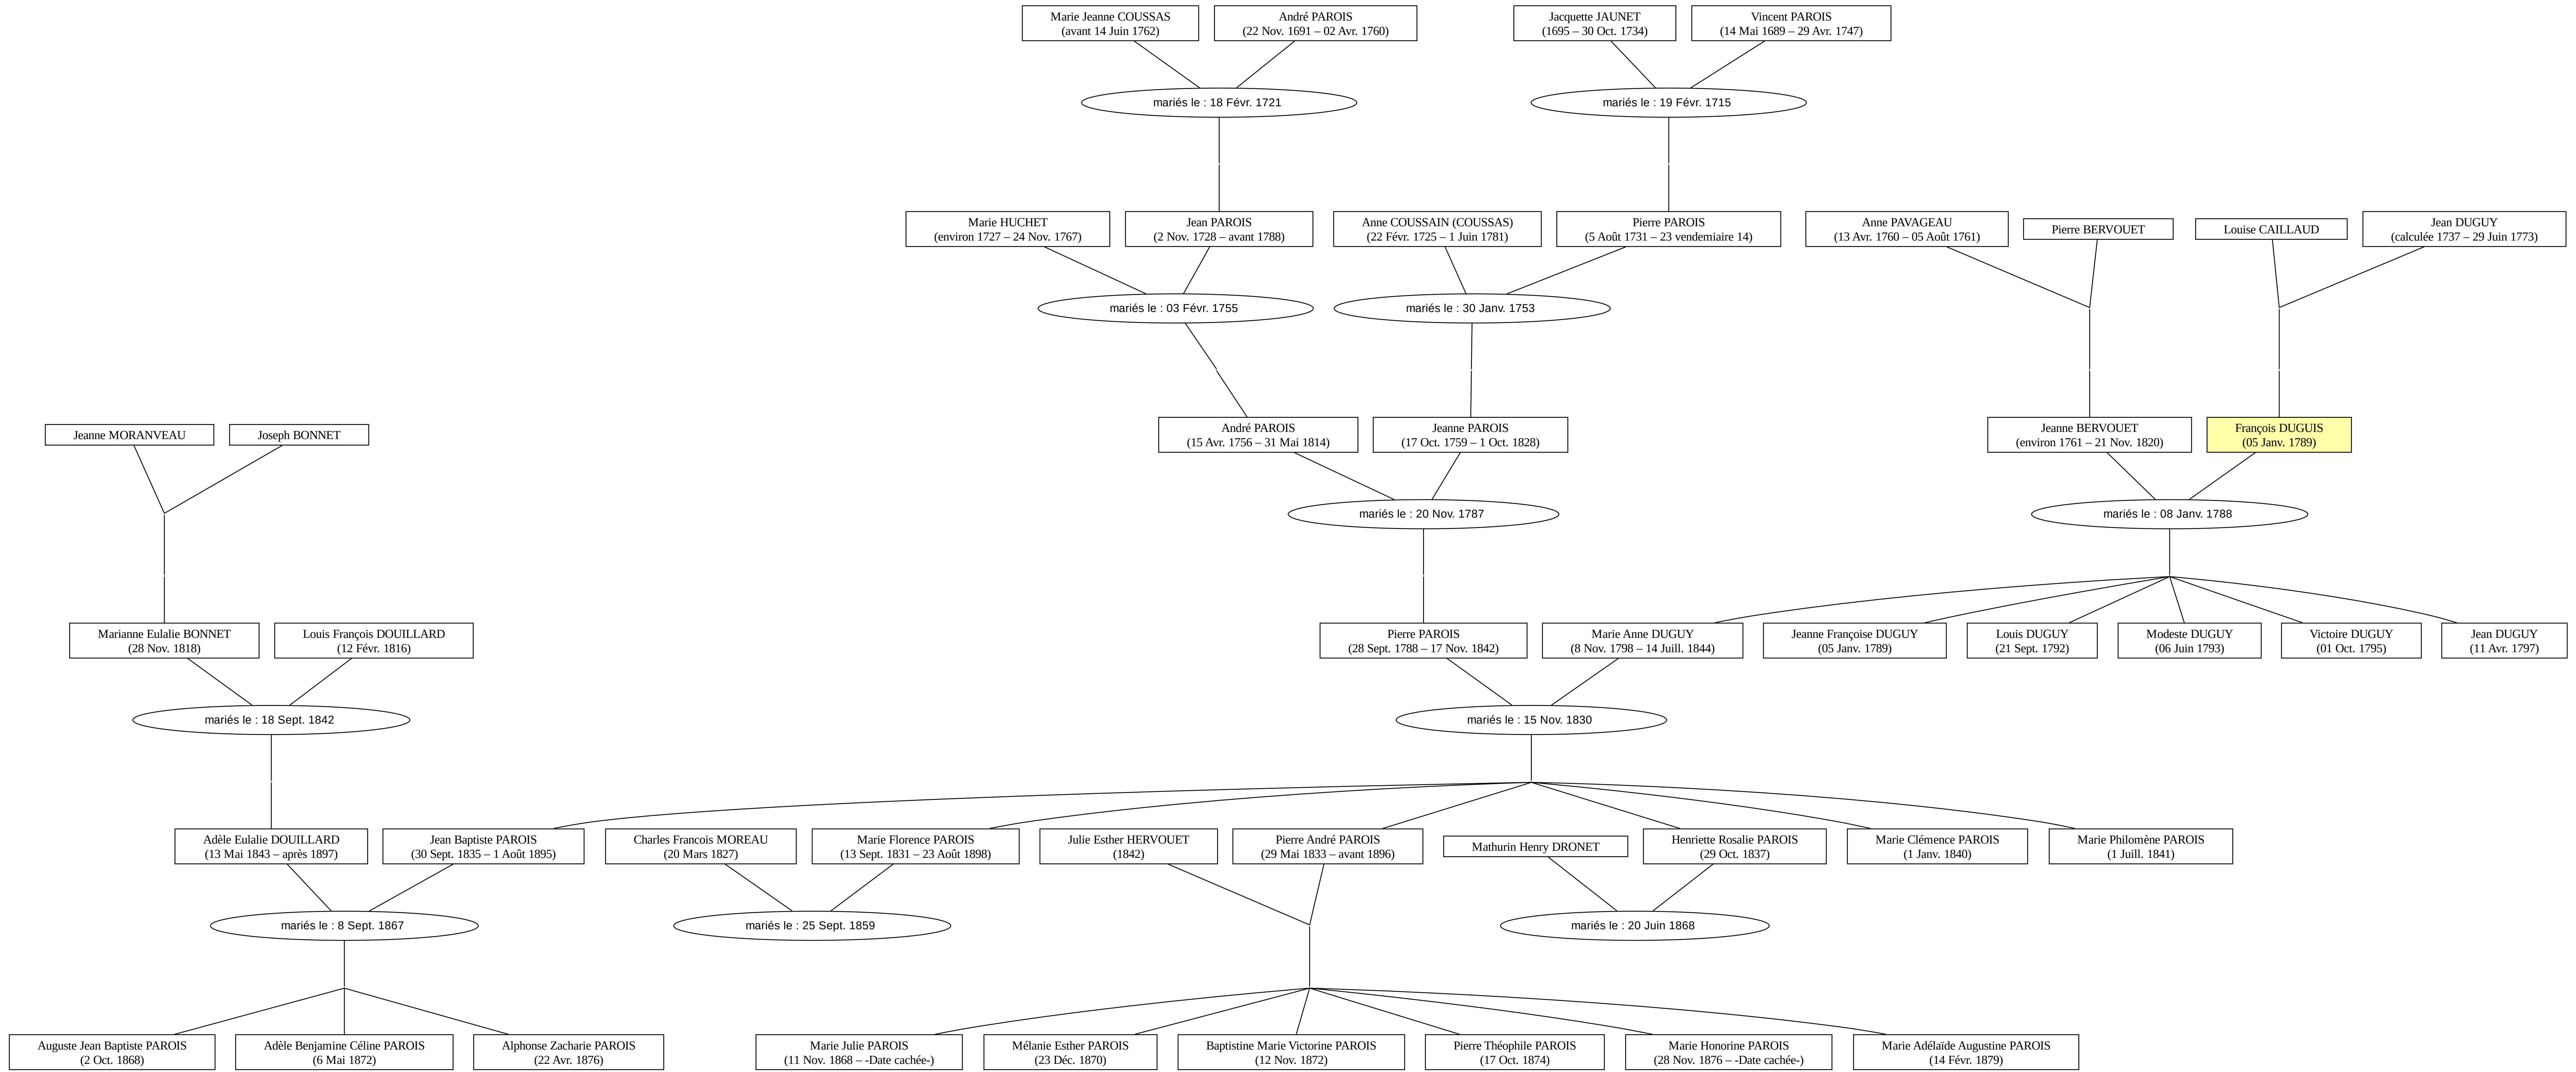 Marie Jeanne COUSSAS
(avant 14 Juin 1762)
André PAROIS
(22 Nov. 1691 – 02 Avr. 1760)
Jacquette JAUNET
(1695 – 30 Oct. 1734)
Vincent PAROIS
(14 Mai 1689 – 29 Avr. 1747)
mariés le : 18 Févr. 1721
mariés le : 19 Févr. 1715
Marie HUCHET
(environ 1727 – 24 Nov. 1767)
Jean PAROIS
(2 Nov. 1728 – avant 1788)
Anne COUSSAIN (COUSSAS)
(22 Févr. 1725 – 1 Juin 1781)
Pierre PAROIS
(5 Août 1731 – 23 vendemiaire 14)
Anne PAVAGEAU
(13 Avr. 1760 – 05 Août 1761)
Pierre BERVOUET
Louise CAILLAUD
Jean DUGUY
(calculée 1737 – 29 Juin 1773)
mariés le : 03 Févr. 1755
mariés le : 30 Janv. 1753
Jeanne MORANVEAU
Joseph BONNET
André PAROIS
(15 Avr. 1756 – 31 Mai 1814)
Jeanne PAROIS
(17 Oct. 1759 – 1 Oct. 1828)
Jeanne BERVOUET
(environ 1761 – 21 Nov. 1820)
François DUGUIS
(05 Janv. 1789)
mariés le : 20 Nov. 1787
mariés le : 08 Janv. 1788
Marianne Eulalie BONNET
(28 Nov. 1818)
Louis François DOUILLARD
(12 Févr. 1816)
Pierre PAROIS
(28 Sept. 1788 – 17 Nov. 1842)
Marie Anne DUGUY
(8 Nov. 1798 – 14 Juill. 1844)
Jeanne Françoise DUGUY
(05 Janv. 1789)
Louis DUGUY
(21 Sept. 1792)
Modeste DUGUY
(06 Juin 1793)
Victoire DUGUY
(01 Oct. 1795)
Jean DUGUY
(11 Avr. 1797)
mariés le : 18 Sept. 1842
mariés le : 15 Nov. 1830
Adèle Eulalie DOUILLARD
(13 Mai 1843 – après 1897)
Jean Baptiste PAROIS
(30 Sept. 1835 – 1 Août 1895)
Charles Francois MOREAU
(20 Mars 1827)
Marie Florence PAROIS
(13 Sept. 1831 – 23 Août 1898)
Julie Esther HERVOUET
(1842)
Pierre André PAROIS
(29 Mai 1833 – avant 1896)
Mathurin Henry DRONET
Henriette Rosalie PAROIS
(29 Oct. 1837)
Marie Clémence PAROIS
(1 Janv. 1840)
Marie Philomène PAROIS
(1 Juill. 1841)
mariés le : 8 Sept. 1867
mariés le : 25 Sept. 1859
mariés le : 20 Juin 1868
Auguste Jean Baptiste PAROIS
(2 Oct. 1868)
Adèle Benjamine Céline PAROIS
(6 Mai 1872)
Alphonse Zacharie PAROIS
(22 Avr. 1876)
Marie Julie PAROIS
(11 Nov. 1868 – -Date cachée-)
Mélanie Esther PAROIS
(23 Déc. 1870)
Baptistine Marie Victorine PAROIS
(12 Nov. 1872)
Pierre Théophile PAROIS
(17 Oct. 1874)
Marie Honorine PAROIS
(28 Nov. 1876 – -Date cachée-)
Marie Adélaïde Augustine PAROIS
(14 Févr. 1879)